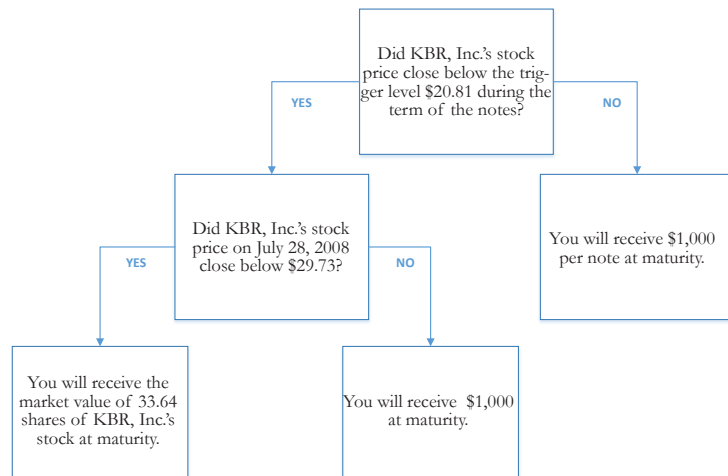 Did KBR, Inc.'s stock
price close below the trig-
ger level $20.81 during the
term of the notes?
YES
NO
Did KBR, Inc.'s stock
price on July 28, 2008
close below $29.73?
You will receive $1,000
per note at maturity.
YES
NO
You will receive the
market value of 33.64
shares of KBR, Inc.'s
stock at maturity.
You will receive $1,000
at maturity.